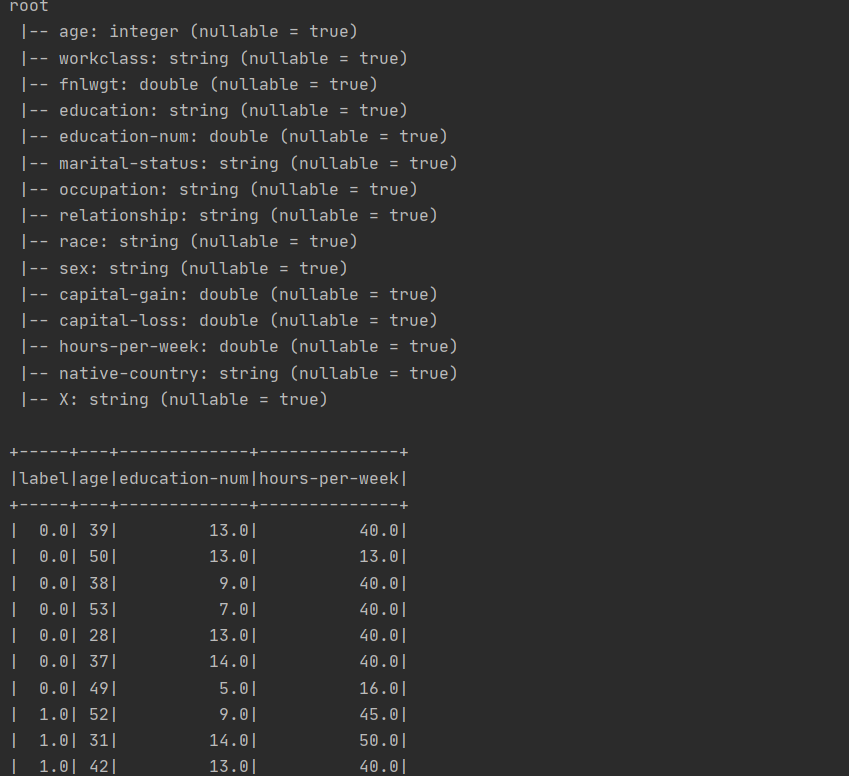 root
 |-- age: integer (nullable = true)
 |-- workclass: string (nullable = true)
 |-- fnlwgt: double (nullable = true)
 |-- education: string (nullable = true)
 |-- education-num: double (nullable = true)
 |-- marital-status: string (nullable = true)
 |-- occupation: string (nullable = true)
 |-- relationship: string (nullable = true)
 |-- race: string (nullable = true)
 |-- sex: string (nullable = true)
 |-- capital-gain: double (nullable = true)
 |-- capital-loss: double (nullable = true)
 |-- hours-per-week: double (nullable = true)
 |-- native-country: string (nullable = true)
 |-- X: string (nullable = true)

+-----+---+-------------+--------------+
|label|age|education-num|hours-per-week|
+-----+---+-------------+--------------+
|  0.0| 39|         13.0|          40.0|
|  0.0| 50|         13.0|          13.0|
|  0.0| 38|          9.0|          40.0|
|  0.0| 53|          7.0|          40.0|
|  0.0| 28|         13.0|          40.0|
|  0.0| 37|         14.0|          40.0|
|  0.0| 49|          5.0|          16.0|
|  1.0| 52|          9.0|          45.0|
|  1.0| 31|         14.0|          50.0|
|  1.0| 42|         13.0|          40.0|